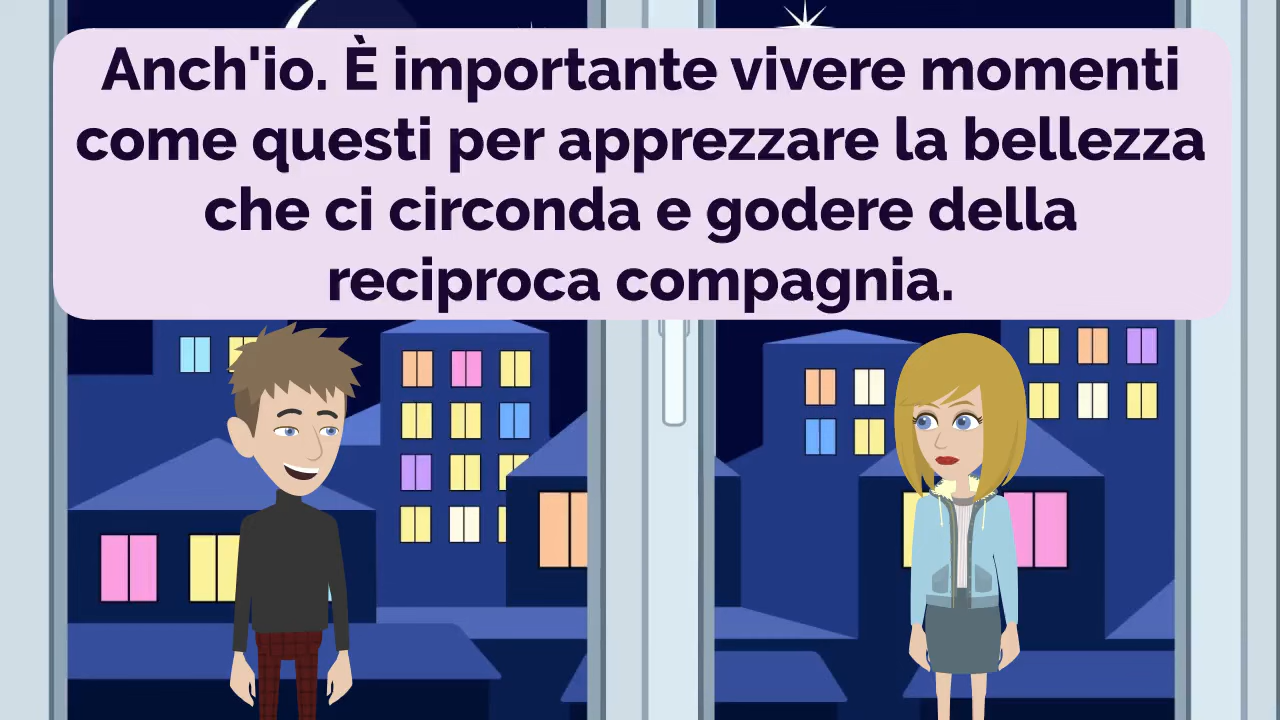 Anch'io. È importante vivere momenti
come questi per apprezzare la bellezza
che ci circonda e godere della
reciproca compagnia.